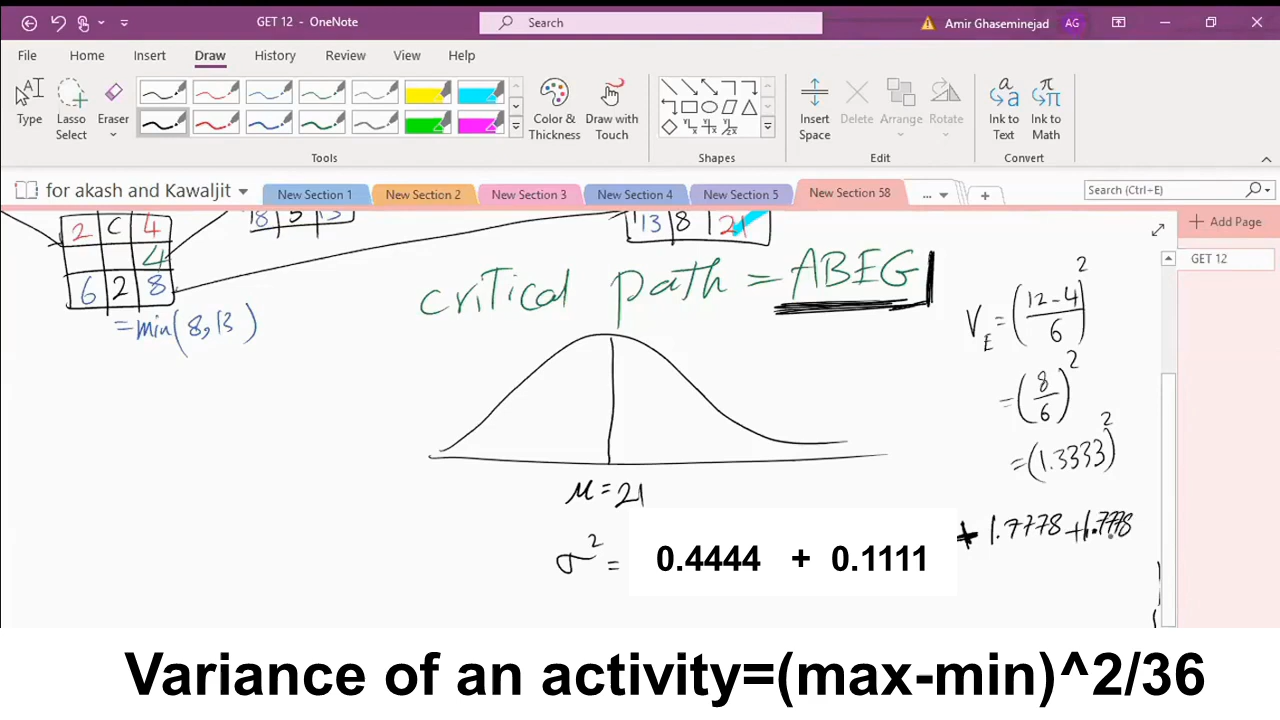 GET 12 - OneNote
Search
Amir Ghaseminejad AG
File Home Insert Draw History Review View Help
Type
Lasso Select
Eraser
Color & Thickness
Draw with Touch
Insert Space
Delete
Arrange
Rotate
Ink to Text
Ink to Math
Tools
Shapes
Edit
Convert
for akash and Kawaljit
New Section 1 New Section 2 New Section 3 New Section 4 New Section 5 New Section 58 ...
Search (Ctrl+E)
Add Page
GET 12
2 C 4
4
6 2 8
=min(8,13)
18 5
13 8 21
critical path = ABEG
V_E = (12-4/6)^2
= (8/6)^2
= (1.3333)^2
μ = 21
σ^2 = 0.4444 + 0.1111 + 1.7778 + 1.7778
Variance of an activity=(max-min)^2/36